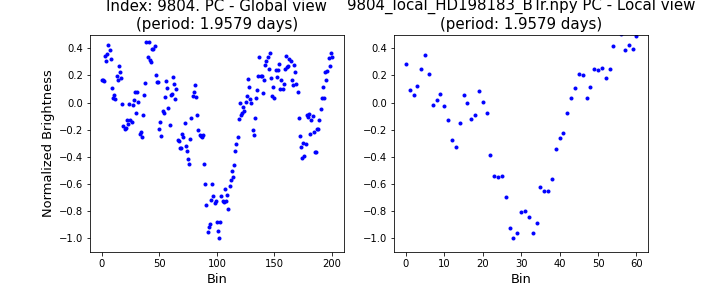 Index: 9804. PC - Global view
(period: 1.9579 days)
9804_local_HD198183_BTr.npy PC - Local view
(period: 1.9579 days)
Normalized Brightness
0.4
0.2
0.0
−0.2
−0.4
−0.6
−0.8
−1.0
0 50 100 150 200
Bin
0.4
0.2
0.0
−0.2
−0.4
−0.6
−0.8
−1.0
0 10 20 30 40 50 60
Bin